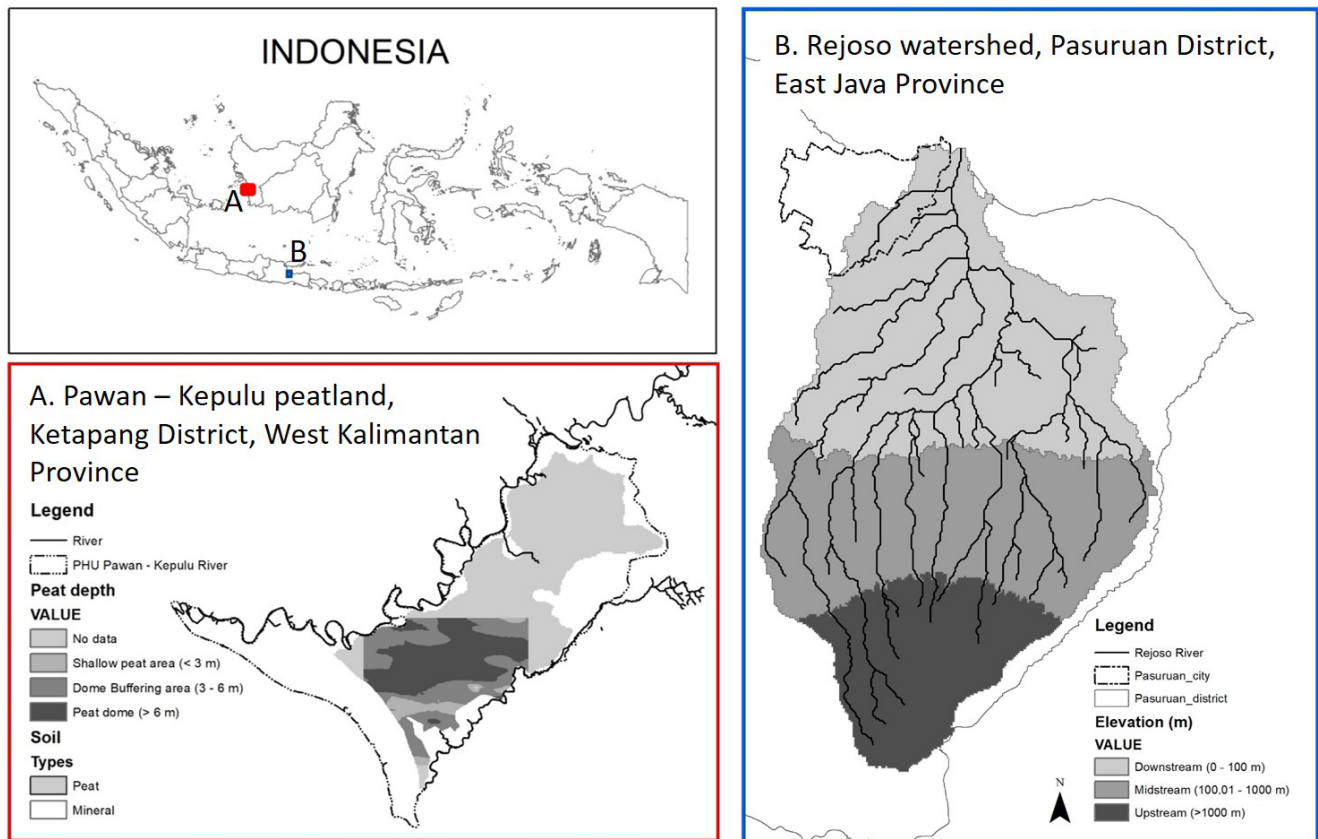 INDONESIA
A
B
A. Pawan – Kepulu peatland,
Ketapang District, West Kalimantan
Province
Legend
River
PHU Pawan - Kepulu River
Peat depth
VALUE
No data
Shallow peat area (< 3 m)
Dome Buffering area (3 - 6 m)
Peat dome (> 6 m)
Soil
Types
Peat
Mineral
B. Rejoso watershed, Pasuruan District,
East Java Province
Legend
Rejoso River
Pasuruan_city
Pasuruan_district
Elevation (m)
VALUE
Downstream (0 - 100 m)
Midstream (100.01 - 1000 m)
Upstream (>1000 m)
N